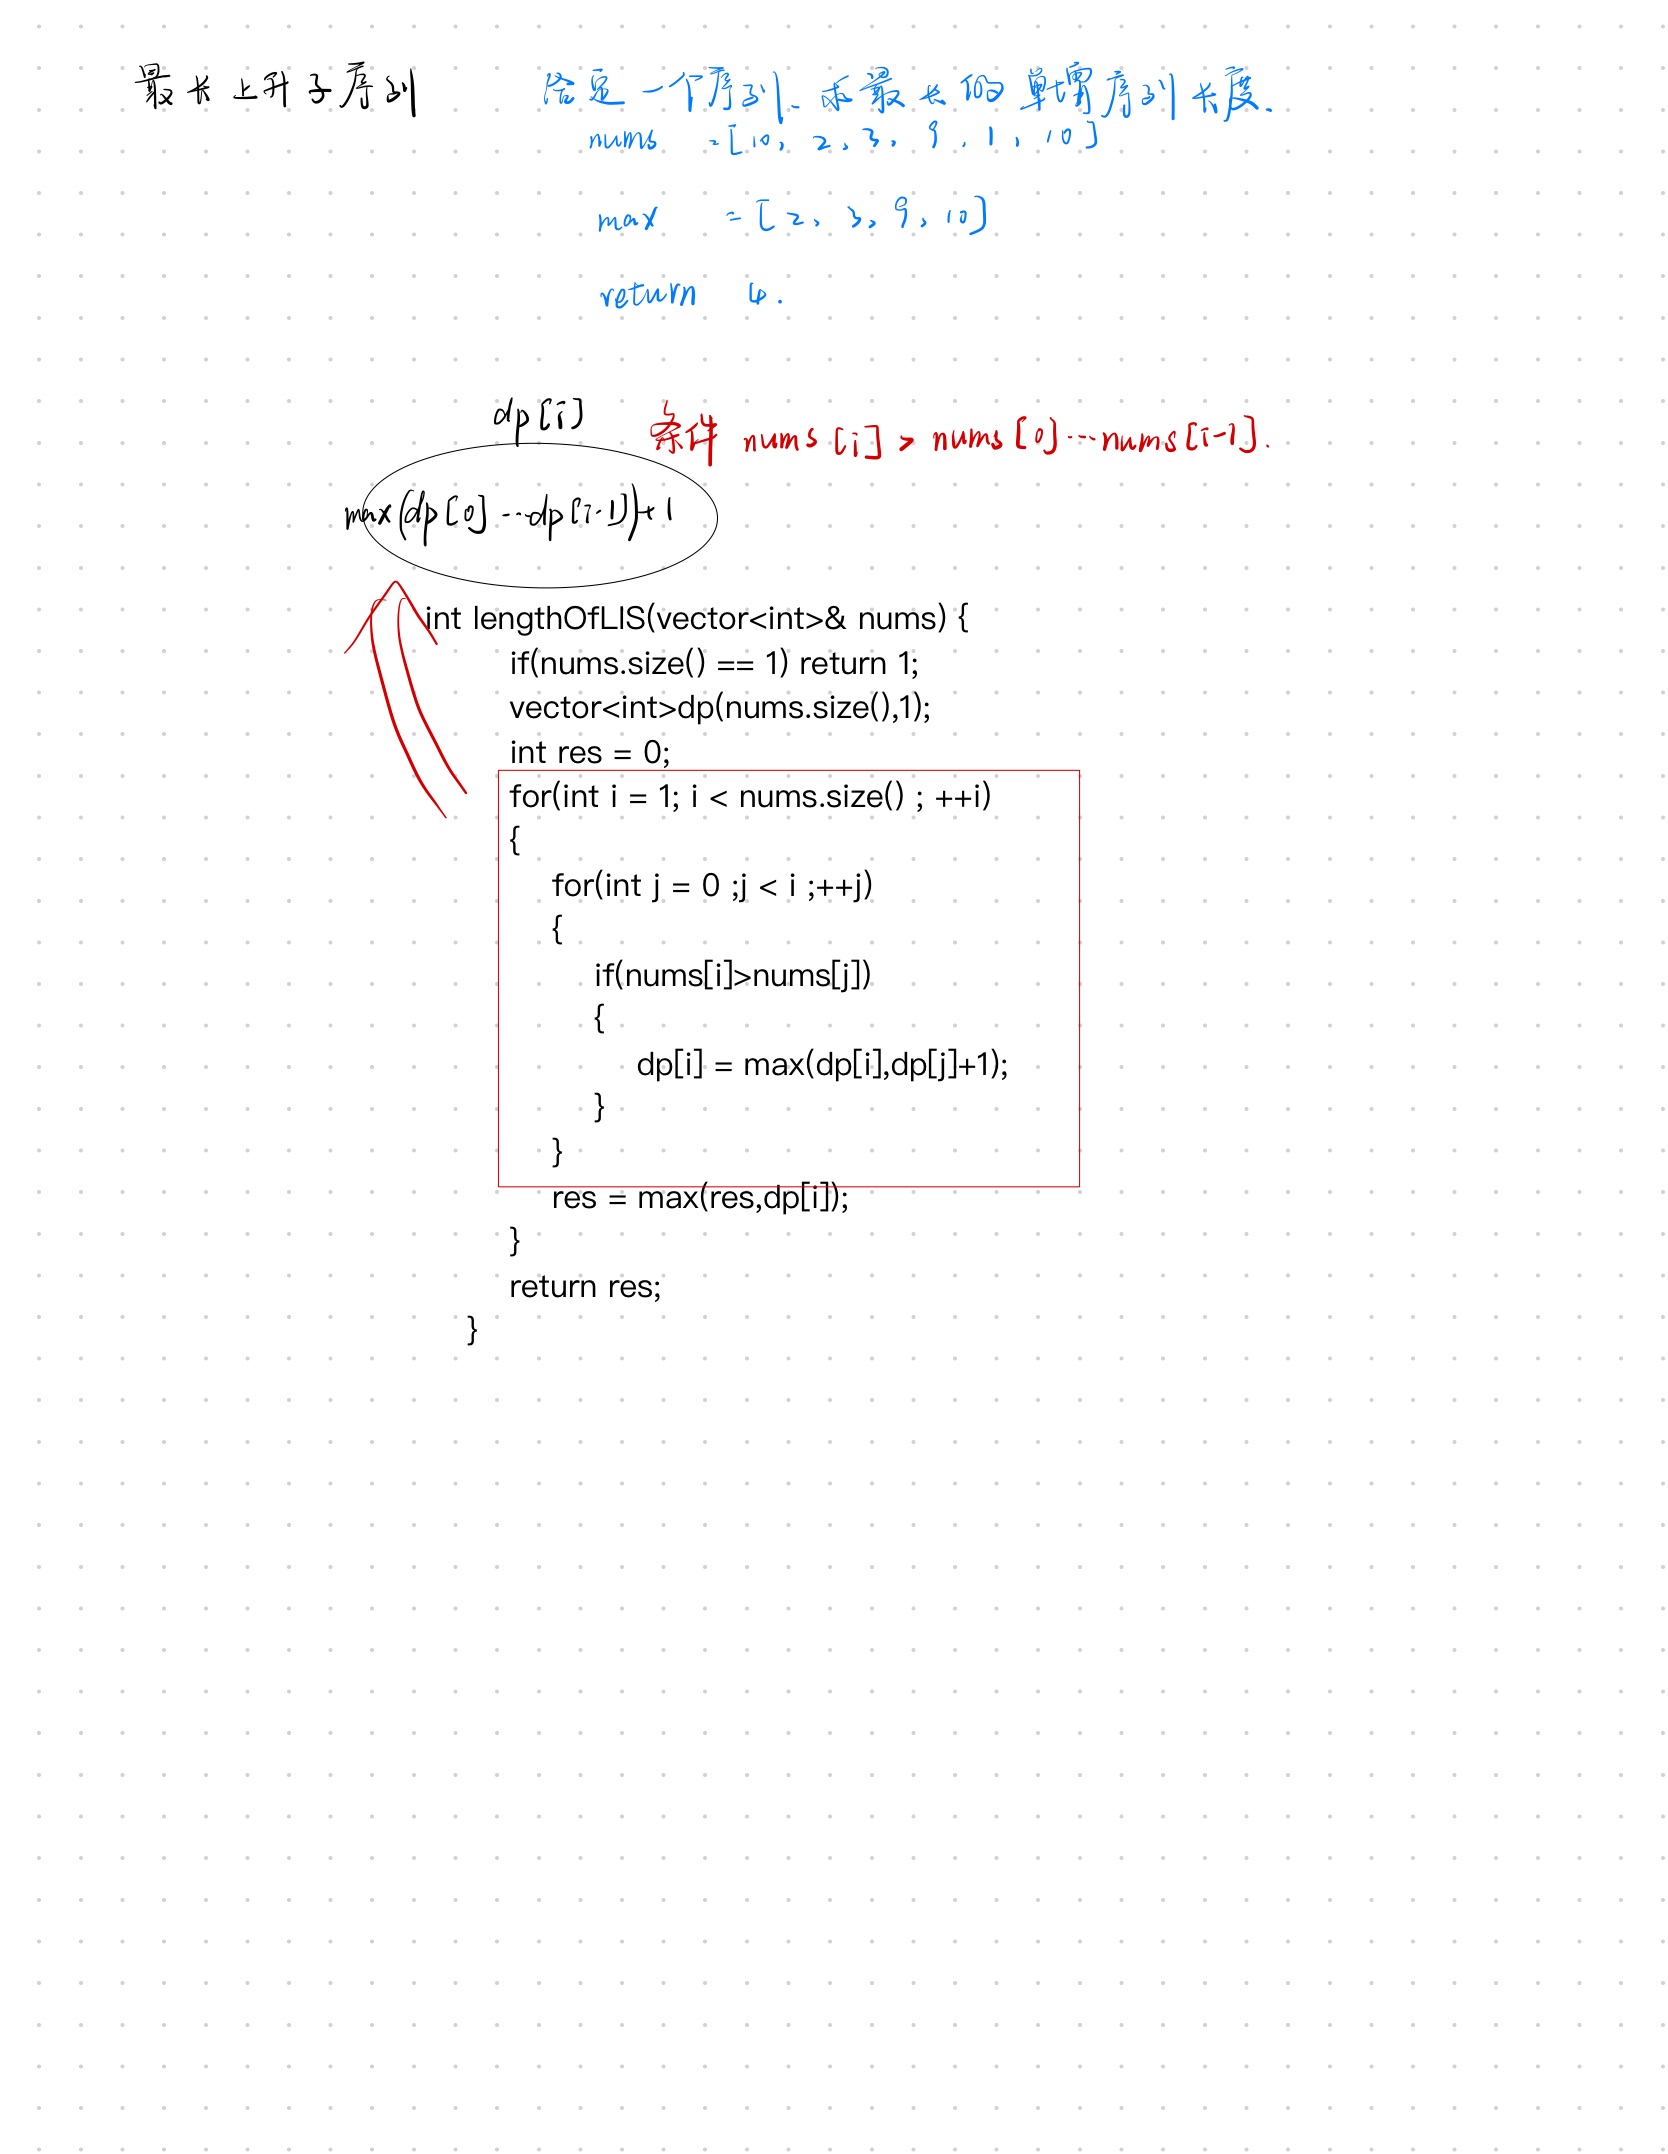 最长上升子序列 给定一个序列、求最长的单增序列长度.
nums =[10, 2, 3, 9, 1, 10]
max =[2, 3, 9, 10]
return 4.
dp[i] 条件 nums[i] > nums[0]...nums[i-1].
max(dp[0]...dp[i-1])+1
int lengthOfLIS(vector<int>& nums) {
if(nums.size() == 1) return 1;
vector<int>dp(nums.size(),1);
int res = 0;
for(int i = 1; i < nums.size() ; ++i)
{
for(int j = 0 ;j < i ;++j)
{
if(nums[i]>nums[j])
{
dp[i] = max(dp[i],dp[j]+1);
}
}
res = max(res,dp[i]);
}
return res;
}